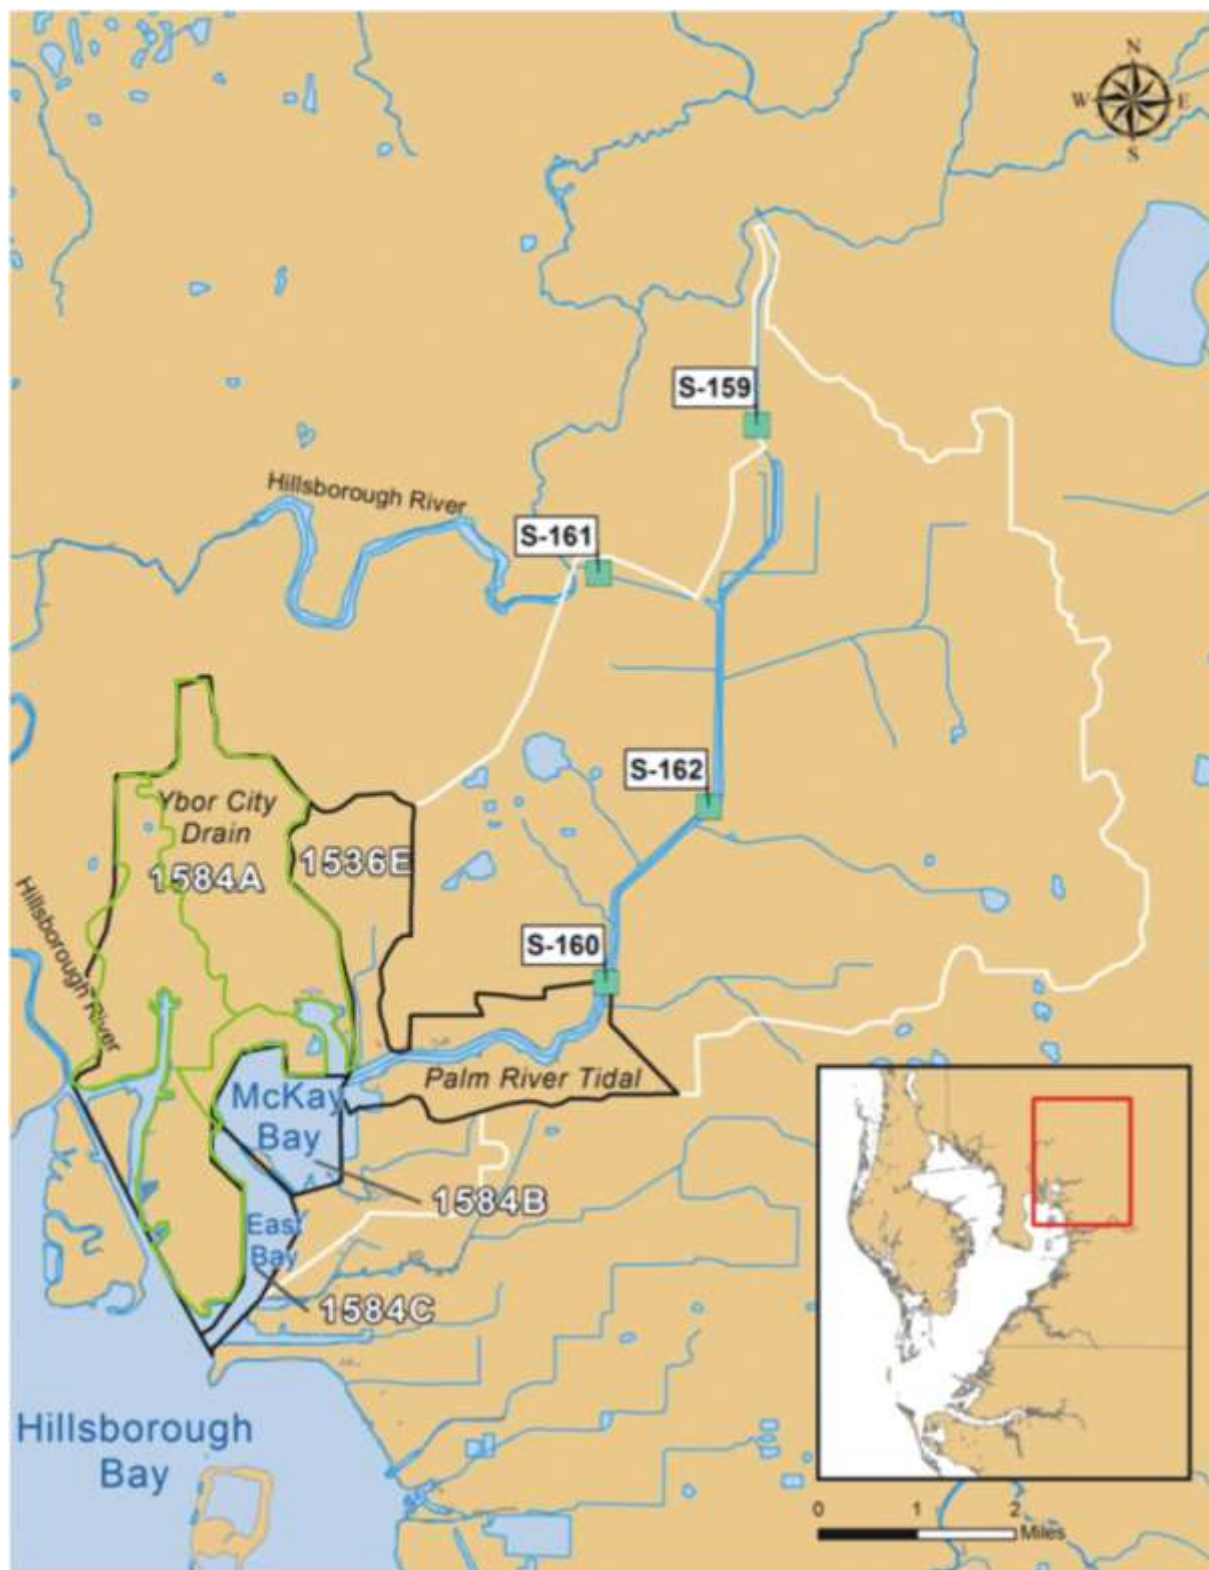 N
W E
S
S-159
Hillsborough River
S-161
S-162
Ybor City
Drain
1584A
1536E
Hillsborough River
S-160
Palm River Tidal
McKay
Bay
1584B
East
Bay
1584C
Hillsborough
Bay
0 1 2
Miles